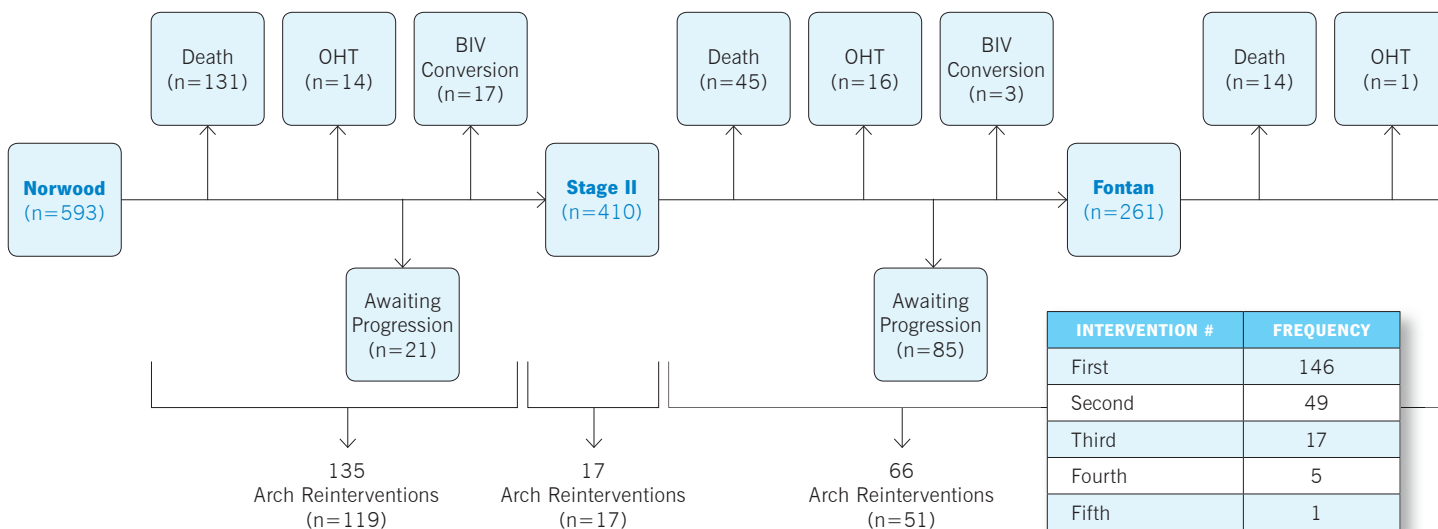 Death
(n=131)
OHT
(n=14)
BIV
Conversion
(n=17)
Death
(n=45)
OHT
(n=16)
BIV
Conversion
(n=3)
Death
(n=14)
OHT
(n=1)
Norwood
(n=593)
Stage II
(n=410)
Fontan
(n=261)
Awaiting
Progression
(n=21)
Awaiting
Progression
(n=85)
135
Arch Reinterventions
(n=119)
17
Arch Reinterventions
(n=17)
66
Arch Reinterventions
(n=51)
INTERVENTION # FREQUENCY
First 146
Second 49
Third 17
Fourth 5
Fifth 1